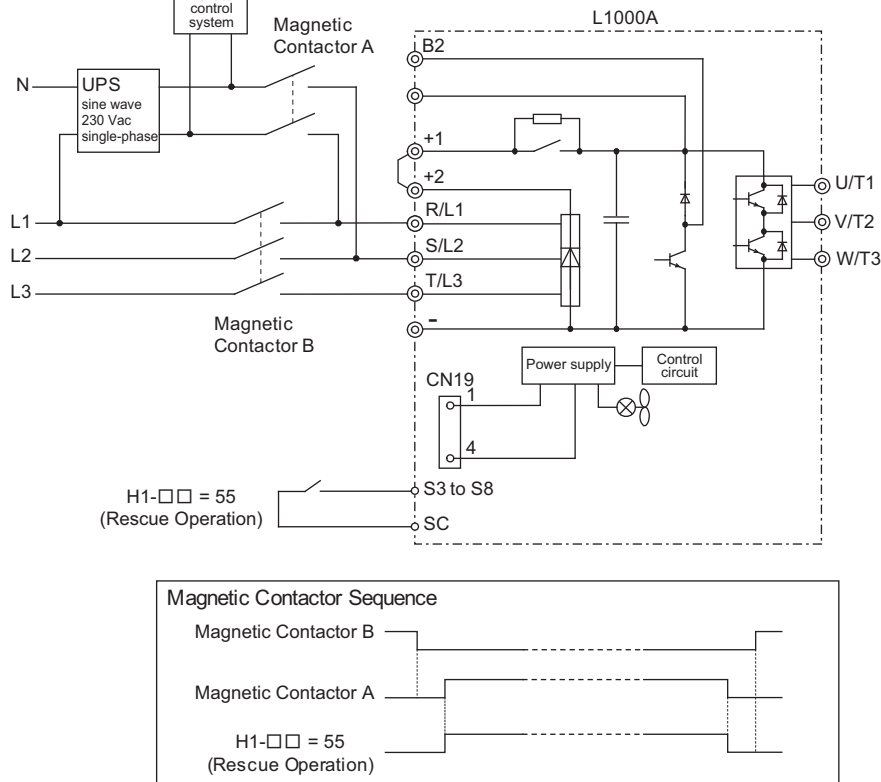 control
system
L1000A
Magnetic
Contactor A
B2
N
UPS
sine wave
230 Vac
single-phase
+1
+2
U/T1
L1
R/L1
V/T2
L2
S/L2
W/T3
L3
T/L3
Magnetic
Contactor B
-
Power supply
Control
circuit
CN19
1
4
H1-□□ = 55
(Rescue Operation)
S3 to S8
SC
Magnetic Contactor Sequence
Magnetic Contactor B
Magnetic Contactor A
H1-□□ = 55
(Rescue Operation)